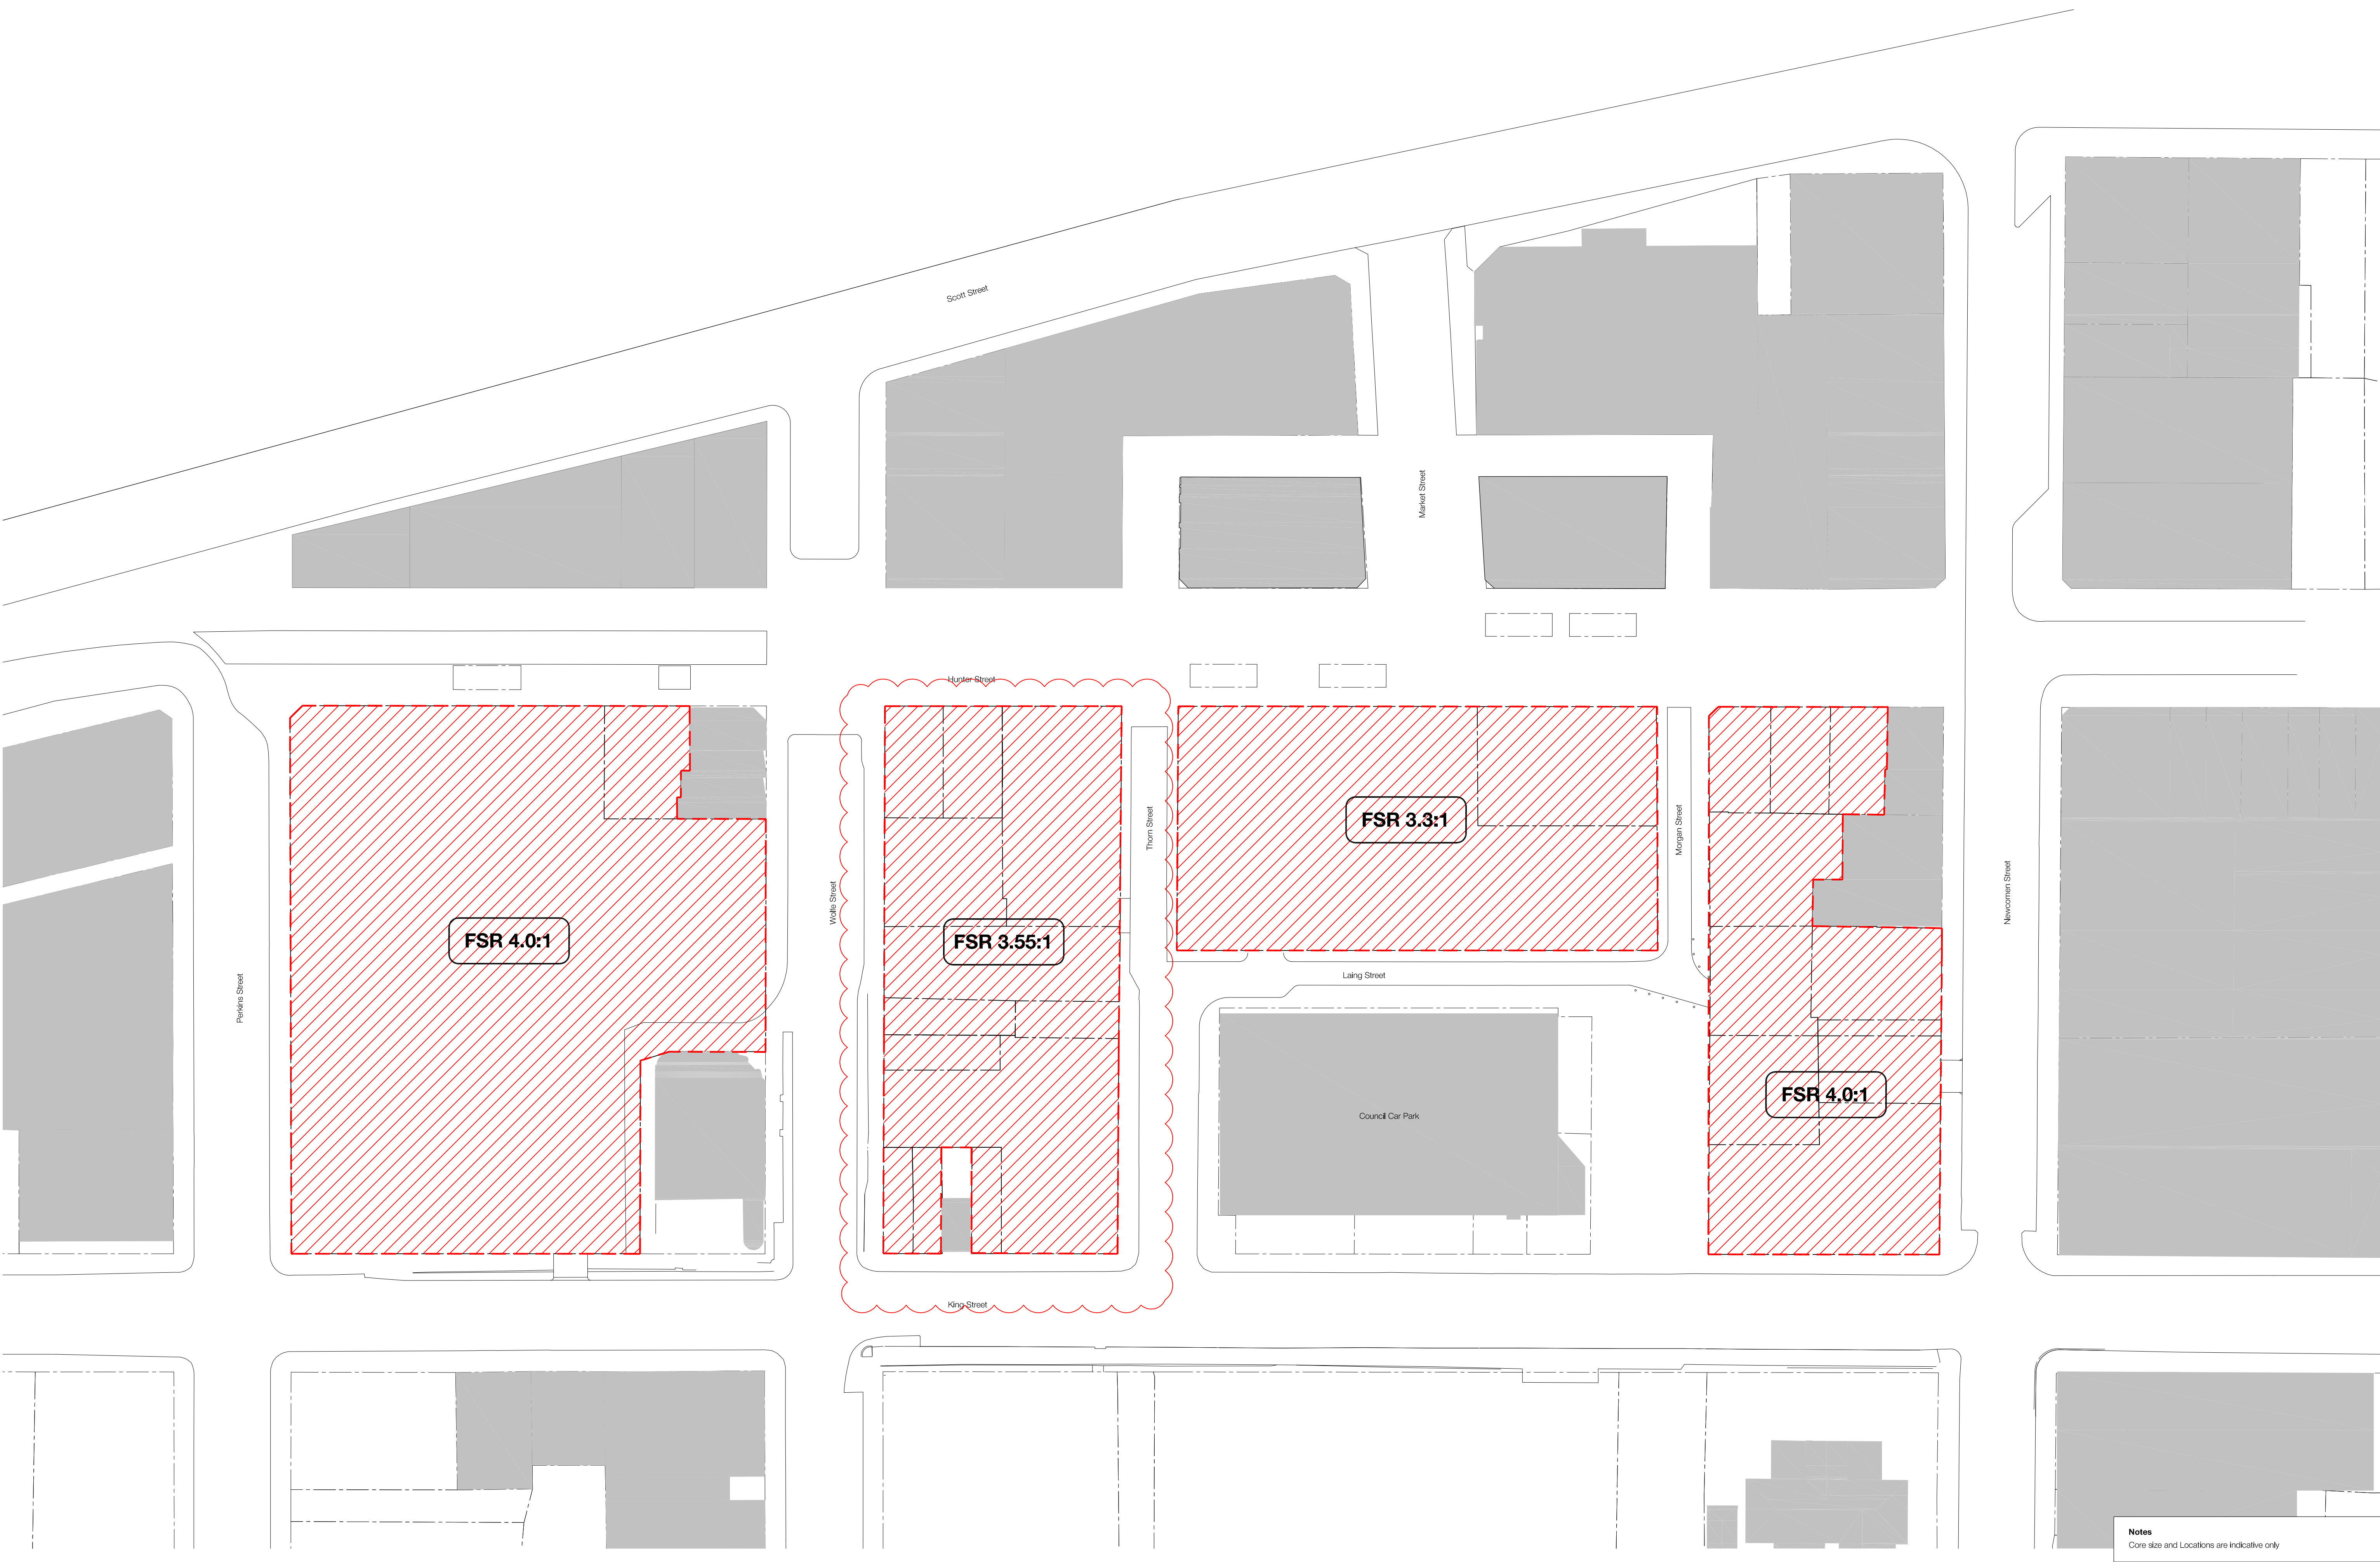 Scott Street
Market Street
Hunter Street
Thorn Street
FSR 3.3:1
Morgan Street
Wolfe Street
Newcomen Street
FSR 4.0:1
FSR 3.55:1
Perkins Street
Laing Street
FSR 4.0:1
Council Car Park
King Street
Notes
Core size and Locations are indicative only